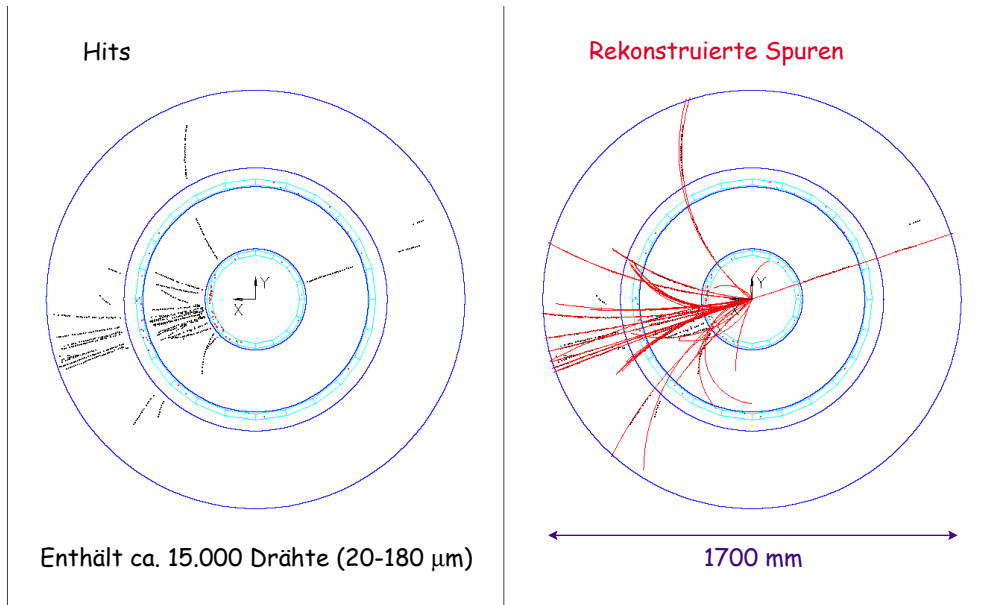 Hits
Rekonstruierte Spuren
Y
X
Y
X
Enthält ca. 15.000 Drähte (20-180 μm)
1700 mm